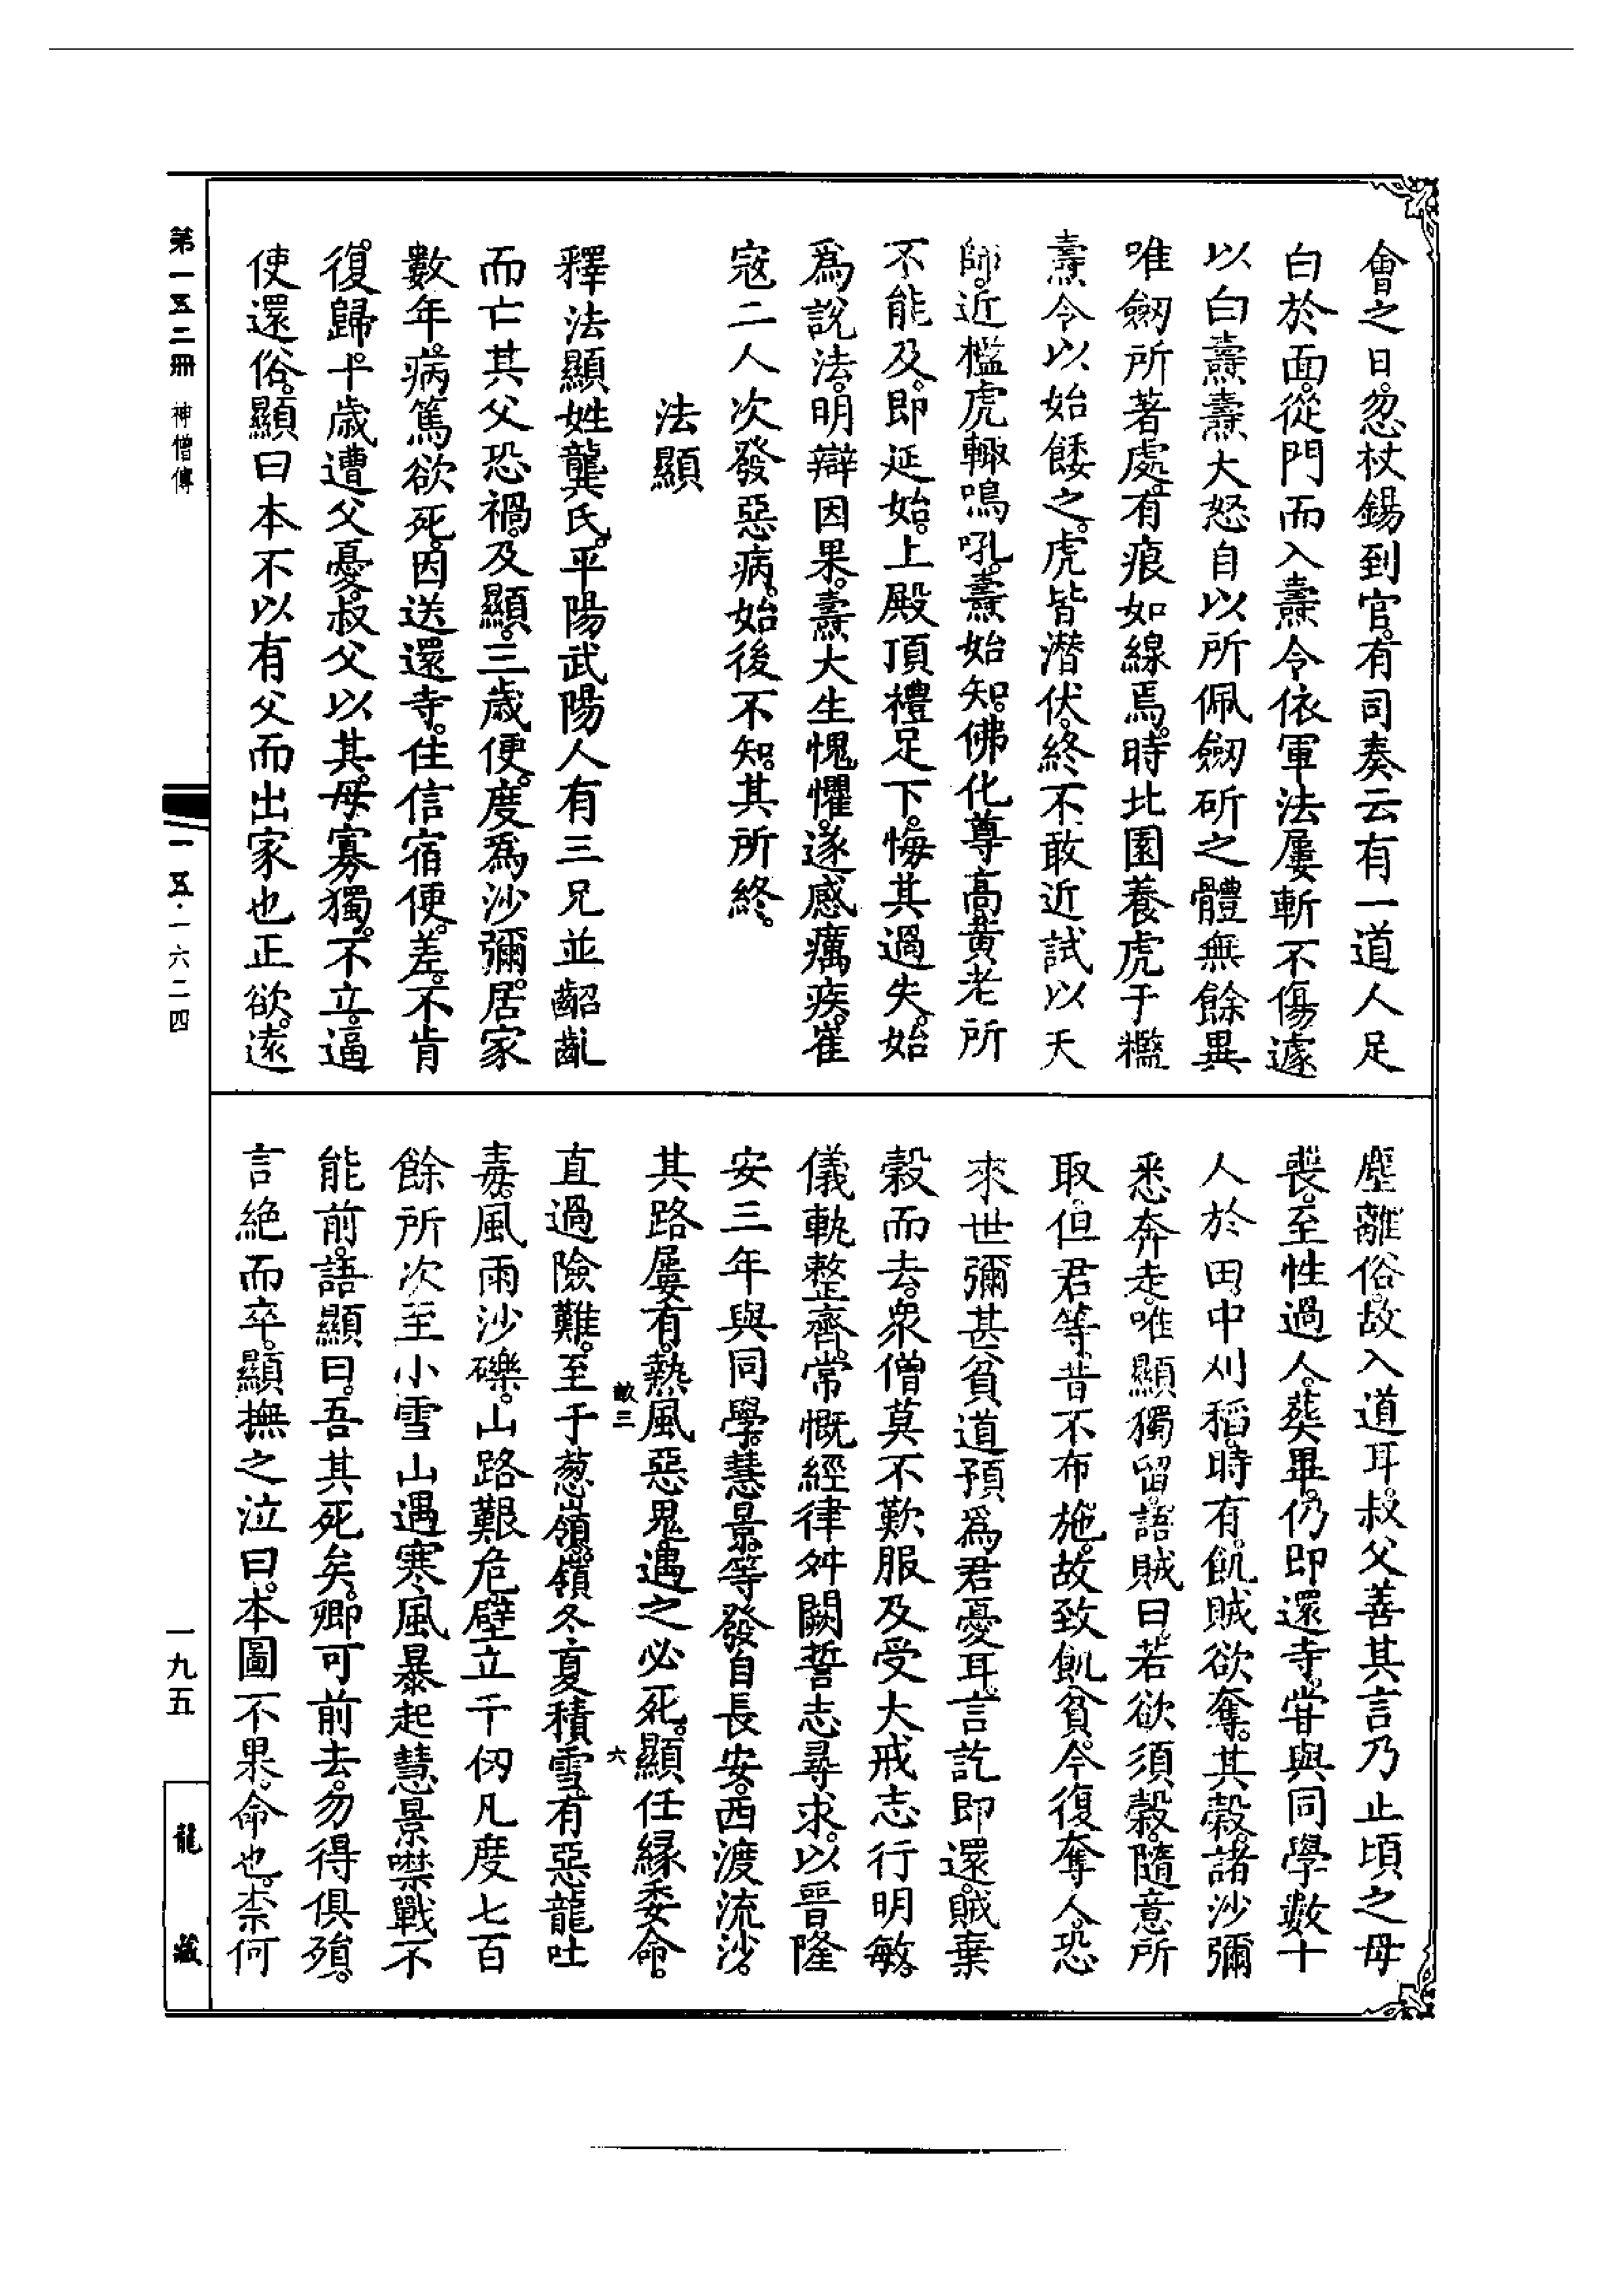 會之日。忽杖錫到官。有司奏云有一道人足
白於面。從門而入燾令依軍法屢斬不傷遽
以白燾燾大怒自以所佩劒斫之體無餘異
唯劒所著處。有痕如線焉。時北園養虎于檻
燾令以始餧之。虎皆潛伏。終不敢近試以天
師。近檻虎輙鳴吼。燾始知。佛化尊高。黃老所
不能及。即延始。上殿頂禮足下。悔其過失。始
爲說法。明辯因果。燾大生愧懼。遂感癘疾。崔
寇二人次發惡病。始後不知。其所終。
法顯
釋法顯姓龔氏。平陽武陽人有三兄並齠齓
而亡其父恐禍。及顯。三歲便。度爲沙彌。居家
數年。病篤欲死。因送還寺。住信宿便。差。不肯
復歸。十歲遭父憂。叔父以其。母寡獨。不立。逼
使還俗。顯曰本不以有父而出家也正欲。遠
塵離俗。故入道耳。叔父善其言乃止頃之母
喪。至性過人。葬畢。仍即還寺。甞與同學數十
人於田。中刈稻。時有。飢賊欲奪。其穀。諸沙彌
悉奔走。唯顯獨留。語賊曰。若欲須穀。隨意所
取。但君等。昔不布施。故致飢貧。今復奪人。恐
來世彌甚貧道預爲君憂耳。言訖即還。賊棄
穀而去。衆僧莫不歎服及受大戒志行明敏。
儀軌整齊。常慨經律舛闕誓志尋求。以晉隆
安三年與同學。慧景。等發自長安。西渡流沙。
其路屢有。熱風惡鬼。遇之必死。顯任緣委命。
畝三
六
直過險難。至于葱嶺。嶺冬夏積雪。有惡龍吐
毒。風雨沙礫。山路艱危。壁立千仞凡度七百
餘所次至小雪山遇寒風暴起慧景噤戰不
能前。語顯曰。吾其死矣。卿可前去。勿得俱殞。
言絕而卒。顯撫之泣曰。本圖不果。命也。柰何
第一五二冊 神僧傳
一五·一六二四
一九五
龍藏